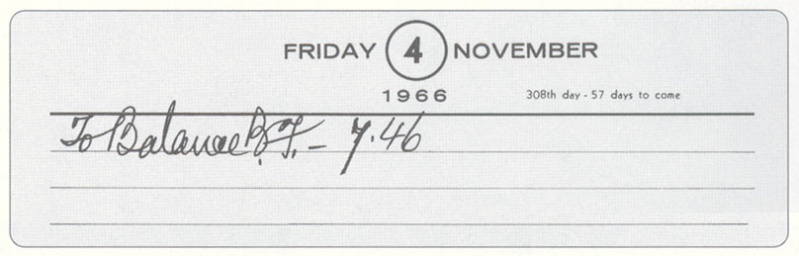 FRIDAY 4 NOVEMBER
1966 308th day - 57 days to come
To Balance B.F. - 7.46